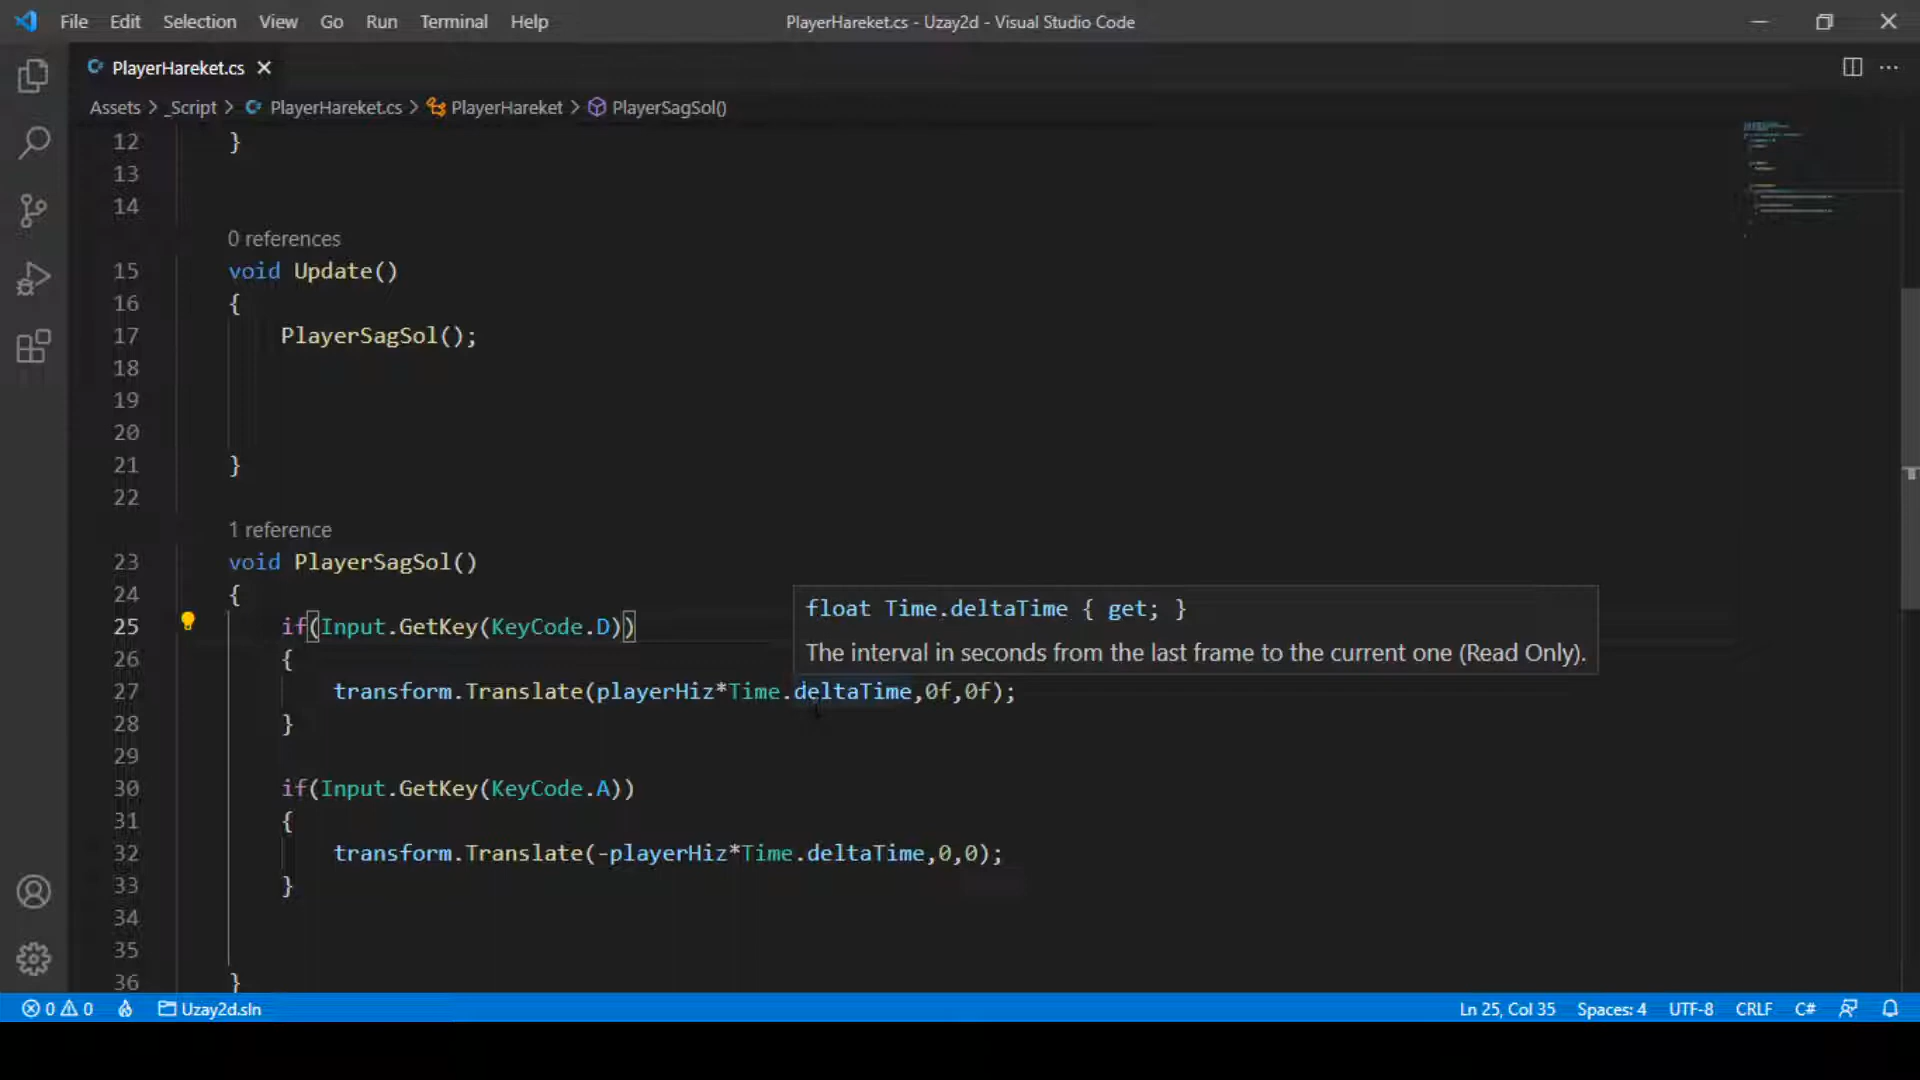 File Edit Selection View Go Run Terminal Help PlayerHareket.cs - Uzay2d - Visual Studio Code
PlayerHareket.cs
Assets > _Script > PlayerHareket.cs > PlayerHareket > PlayerSagSol()
12 }
13
14
0 references
15 void Update()
16 {
17 PlayerSagSol();
18
19
20
21 }
22
1 reference
23 void PlayerSagSol()
24 {
float Time.deltaTime { get; }
25 if(Input.GetKey(KeyCode.D))
The interval in seconds from the last frame to the current one (Read Only).
26 {
27 transform.Translate(playerHiz*Time.deltaTime,0f,0f);
28 }
29
30 if(Input.GetKey(KeyCode.A))
31 {
32 transform.Translate(-playerHiz*Time.deltaTime,0,0);
33 }
34
35
36 }
0 0 Uzay2d.sln Ln 25, Col 35 Spaces: 4 UTF-8 CRLF C#